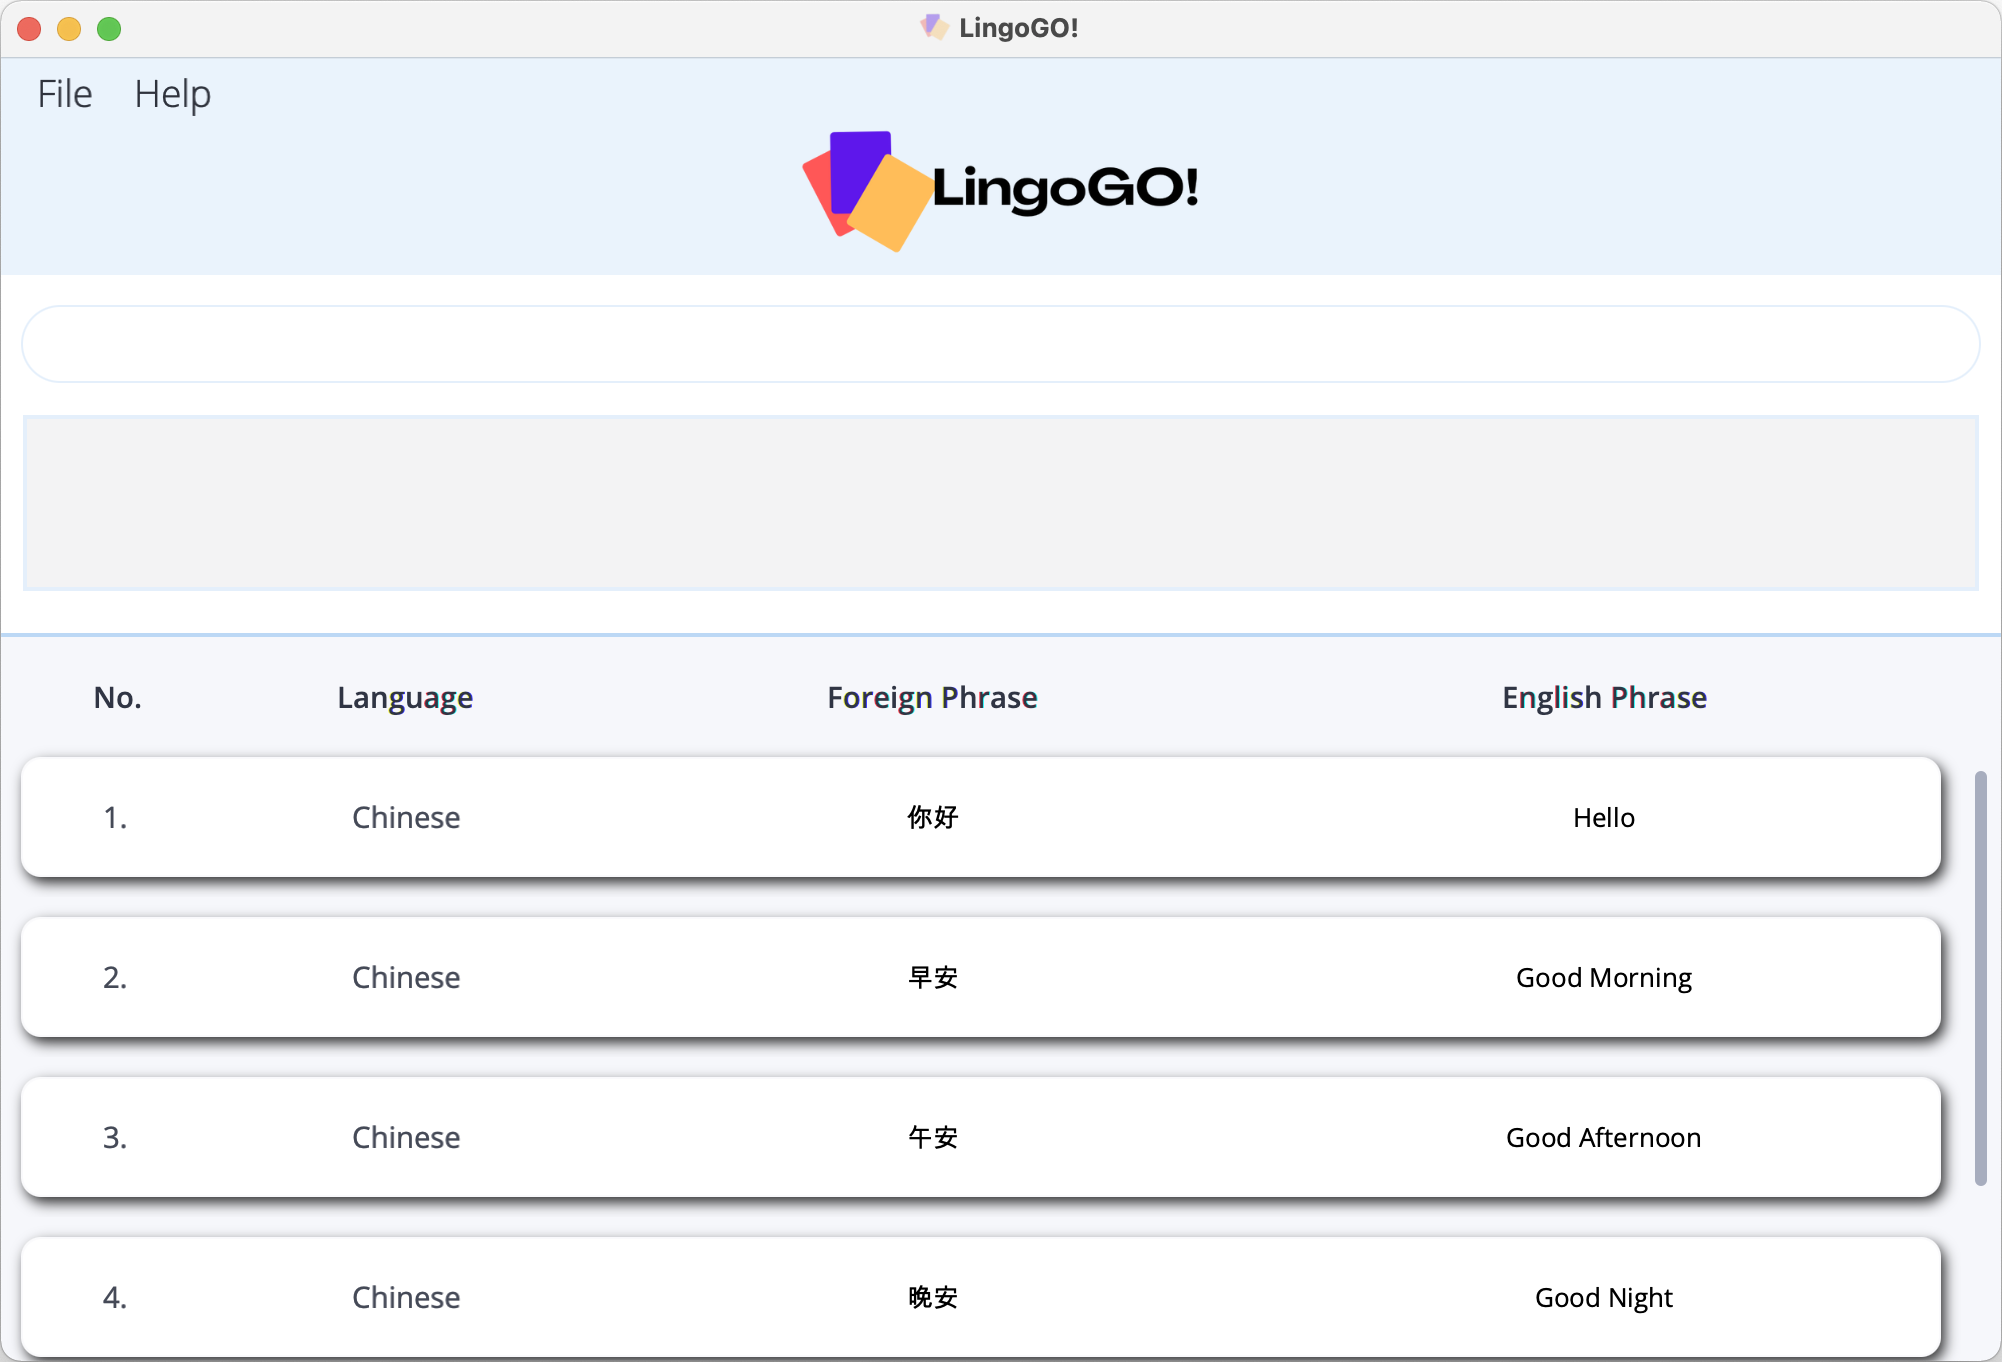 LingoGO!
File Help
LingoGO!
No. Language Foreign Phrase English Phrase
1. Chinese 你好 Hello
2. Chinese 早安 Good Morning
3. Chinese 午安 Good Afternoon
4. Chinese 晚安 Good Night